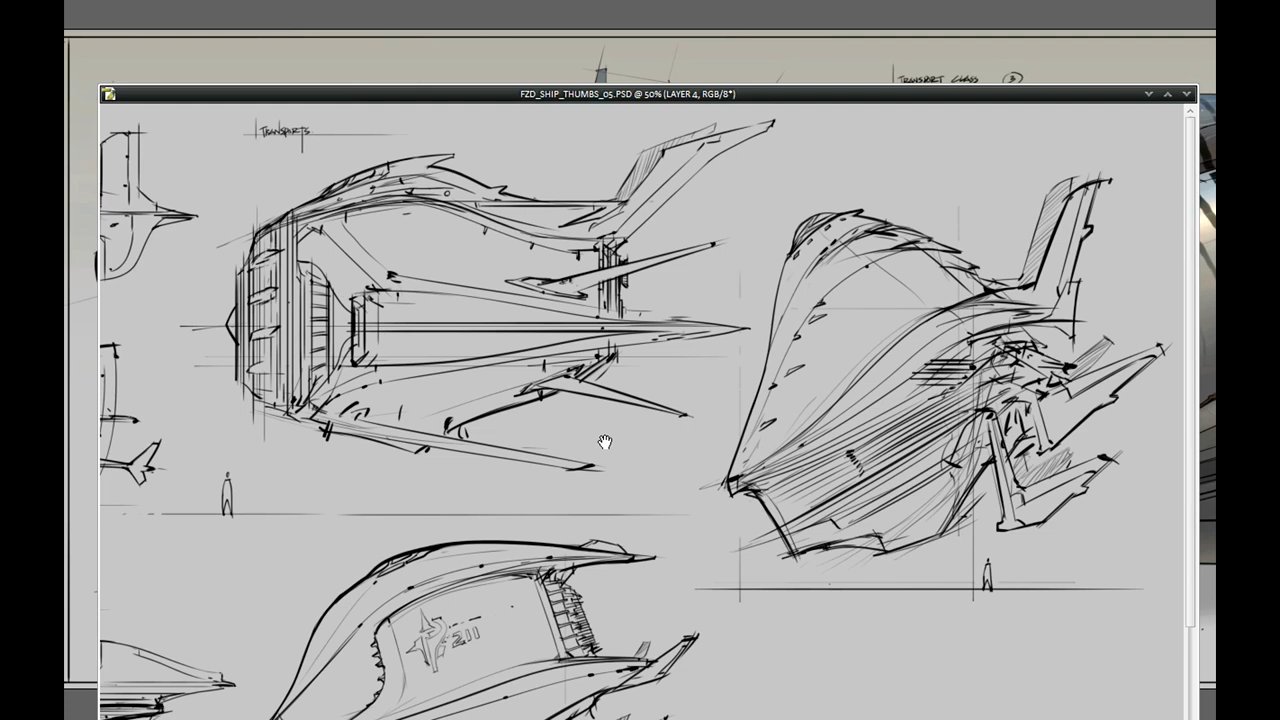 TRANSPORT CLASS 3
FZD_SHIP_THUMBS_05.PSD @ 50% (LAYER 4, RGB/8*)
TRANSPORTS
211